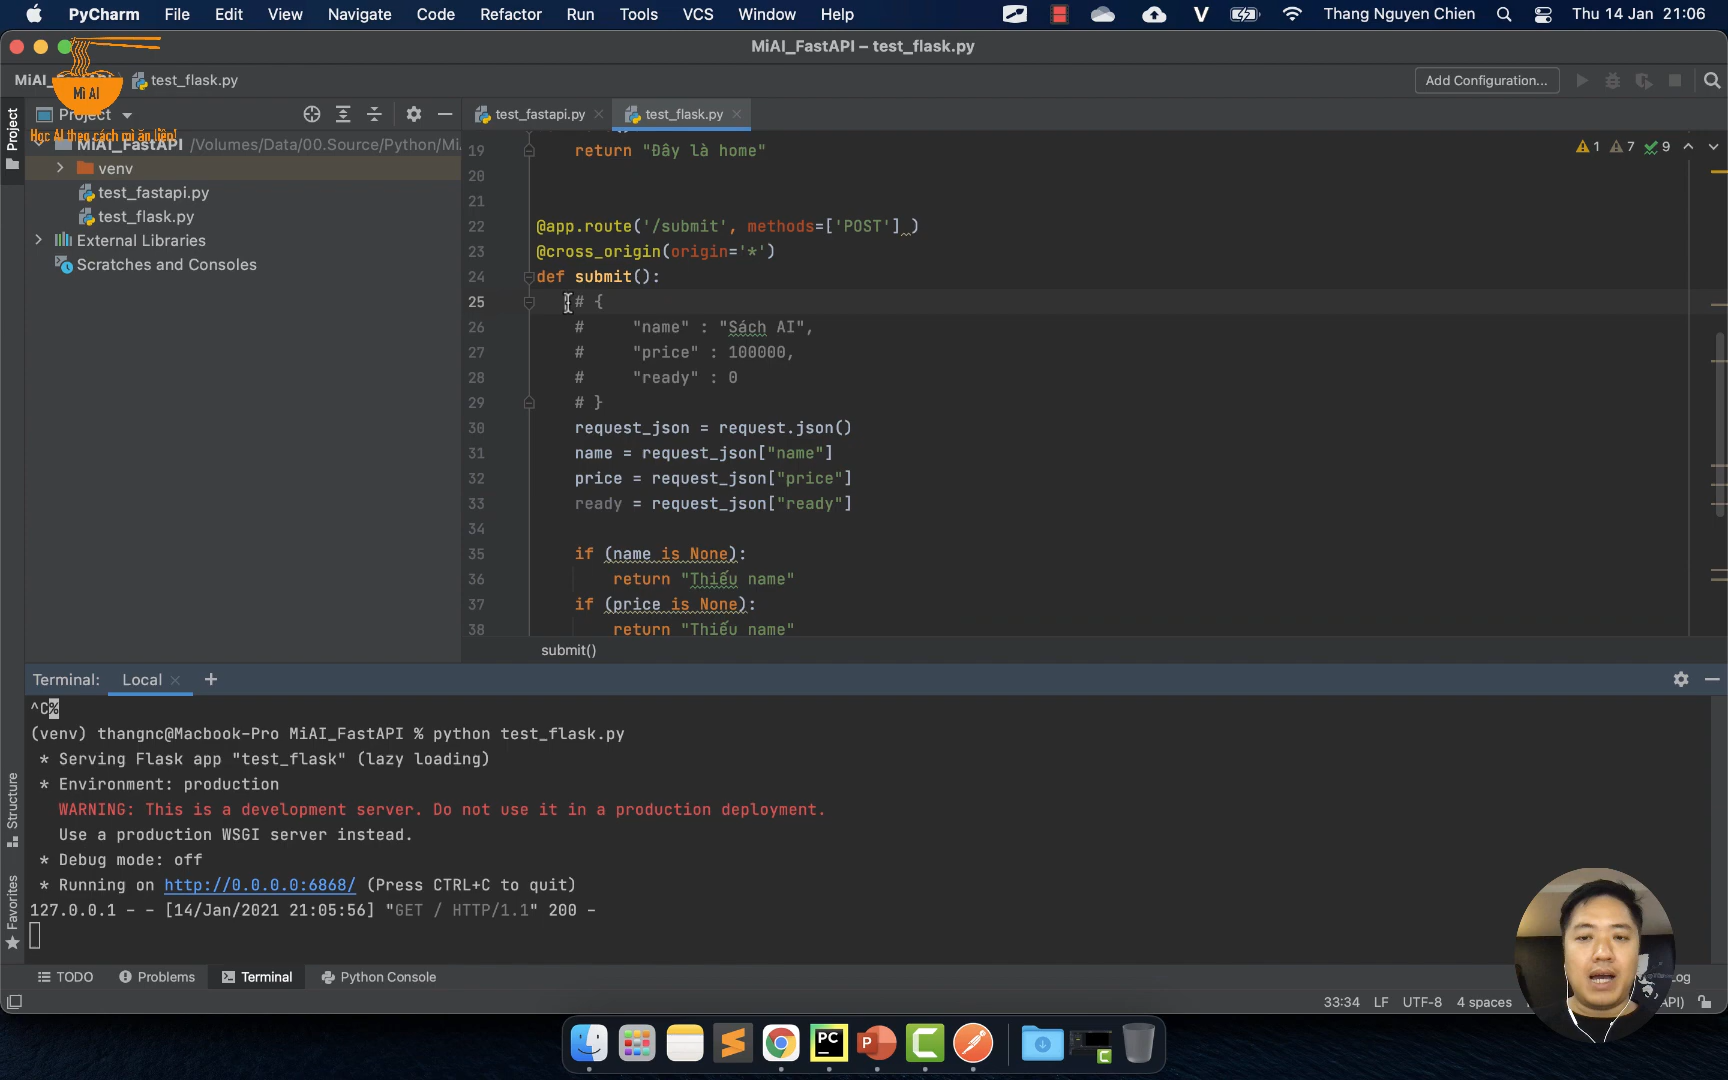 PyCharm File Edit View Navigate Code Refactor Run Tools VCS Window Help
V Thang Nguyen Chien Thu 14 Jan 21:06
MiAI_FastAPI – test_flask.py
MiAI_ test_flask.py
Add Configuration...
Mì AI
Học AI theo cách mì ăn liền!
Project
Project
test_fastapi.py
test_flask.py
MiAI_FastAPI /Volumes/Data/00.Source/Python/Mi
venv
test_fastapi.py
test_flask.py
External Libraries
Scratches and Consoles
1 7 9
19 return "Đây là home"
20
21
22 @app.route('/submit', methods=['POST'] )
23 @cross_origin(origin='*')
24 def submit():
25 # {
26 # "name" : "Sách AI",
27 # "price" : 100000,
28 # "ready" : 0
29 # }
30 request_json = request.json()
31 name = request_json["name"]
32 price = request_json["price"]
33 ready = request_json["ready"]
34
35 if (name is None):
36 return "Thiếu name"
37 if (price is None):
38 return "Thiếu name"
submit()
Terminal: Local +
^C%
(venv) thangnc@Macbook-Pro MiAI_FastAPI % python test_flask.py
* Serving Flask app "test_flask" (lazy loading)
* Environment: production
WARNING: This is a development server. Do not use it in a production deployment.
Use a production WSGI server instead.
* Debug mode: off
* Running on http://0.0.0.0:6868/ (Press CTRL+C to quit)
127.0.0.1 - - [14/Jan/2021 21:05:56] "GET / HTTP/1.1" 200 -
Structure
Favorites
TODO Problems Terminal Python Console
33:34 LF UTF-8 4 spaces
PC
P
C